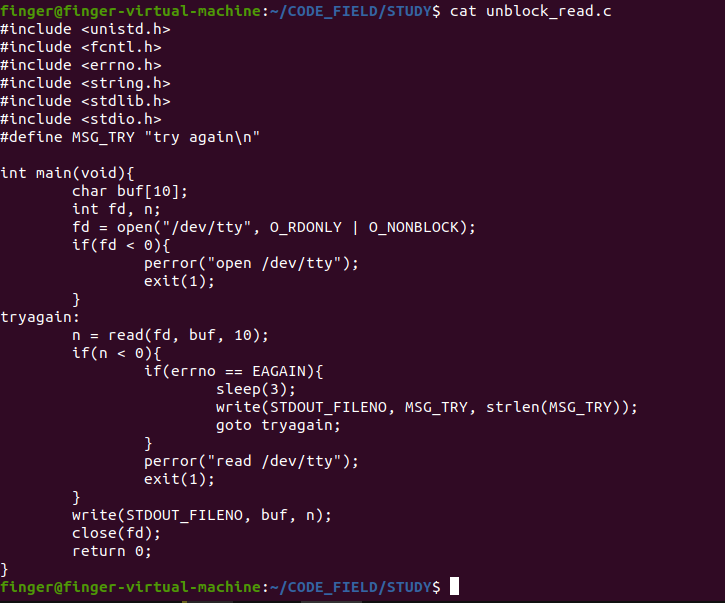 finger@finger-virtual-machine:~/CODE_FIELD/STUDY$ cat unblock_read.c
#include <unistd.h>
#include <fcntl.h>
#include <errno.h>
#include <string.h>
#include <stdlib.h>
#include <stdio.h>
#define MSG_TRY "try again\n"

int main(void){
        char buf[10];
        int fd, n;
        fd = open("/dev/tty", O_RDONLY | O_NONBLOCK);
        if(fd < 0){
                perror("open /dev/tty");
                exit(1);
        }
tryagain:
        n = read(fd, buf, 10);
        if(n < 0){
                if(errno == EAGAIN){
                        sleep(3);
                        write(STDOUT_FILENO, MSG_TRY, strlen(MSG_TRY));
                        goto tryagain;
                }
                perror("read /dev/tty");
                exit(1);
        }
        write(STDOUT_FILENO, buf, n);
        close(fd);
        return 0;
}
finger@finger-virtual-machine:~/CODE_FIELD/STUDY$